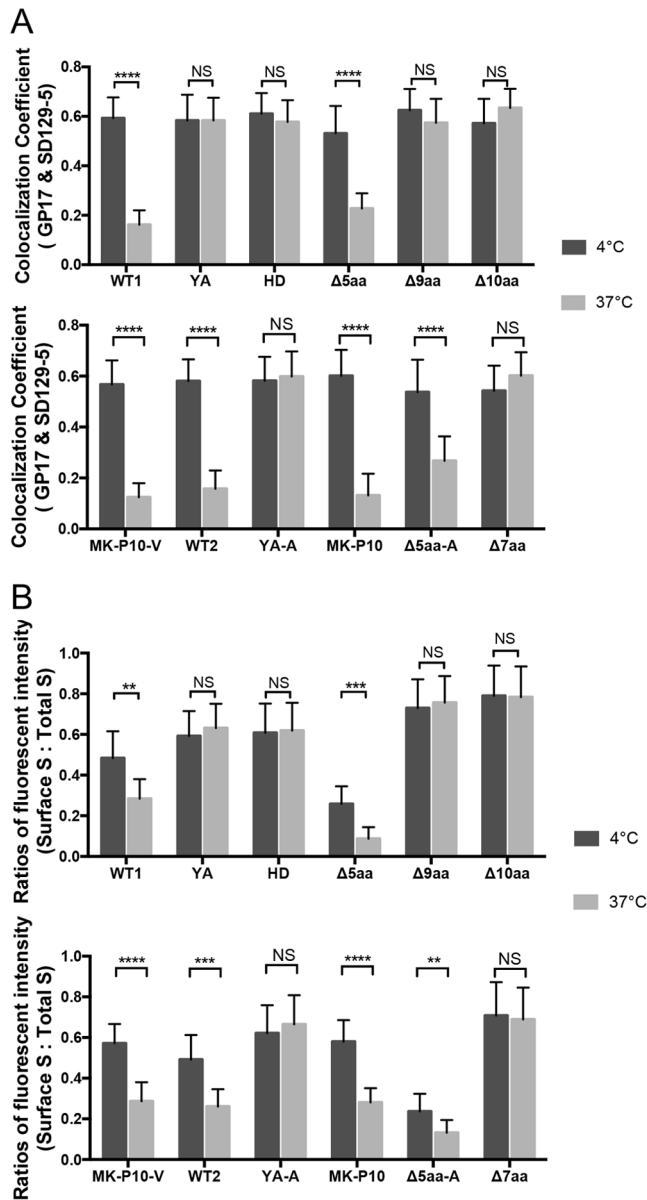 A
Colocalization Coefficient
( GP17 & SD129-5)
0.8
0.6
0.4
0.2
0.0
****
NS
NS
****
NS
NS
WT1
YA
HD
Δ5aa
Δ9aa
Δ10aa
4°C
37°C
Colocalization Coefficient
( GP17 & SD129-5)
0.8
0.6
0.4
0.2
0.0
****
****
NS
****
****
NS
MK-P10-V
WT2
YA-A
MK-P10
Δ5aa-A
Δ7aa
B
Ratios of fluorescent intensity
(Surface S : Total S)
1.0
0.8
0.6
0.4
0.2
0.0
**
NS
NS
***
NS
NS
WT1
YA
HD
Δ5aa
Δ9aa
Δ10aa
4°C
37°C
Ratios of fluorescent intensity
(Surface S : Total S)
1.0
0.8
0.6
0.4
0.2
0.0
****
***
NS
****
**
NS
MK-P10-V
WT2
YA-A
MK-P10
Δ5aa-A
Δ7aa